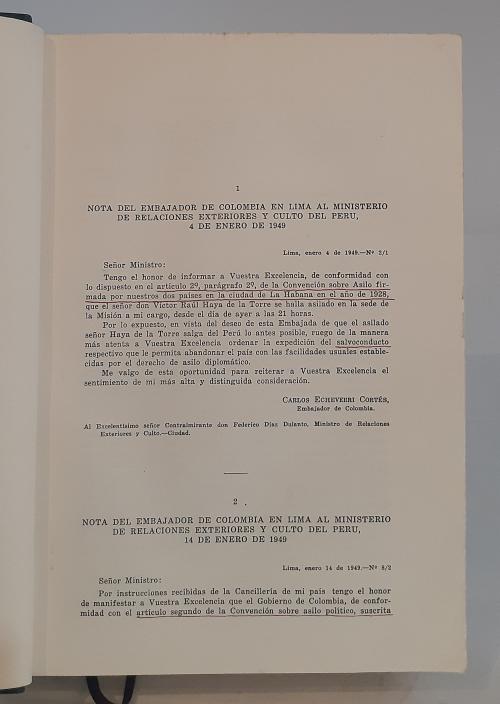 1
NOTA DEL EMBAJADOR DE COLOMBIA EN LIMA AL MINISTERIO
DE RELACIONES EXTERIORES Y CULTO DEL PERU,
4 DE ENERO DE 1949
Lima, enero 4 de 1949.—Nº 2/1
Señor Ministro:
Tengo el honor de informar a Vuestra Excelencia, de conformidad
con lo dispuesto en el artículo 2º, parágrafo 2º, de la Convención sobre Asilo fir-
mada por nuestros dos países en la ciudad de La Habana en el año de 1928,
que el señor don Víctor Raúl Haya de la Torre se halla asilado en la sede de
la Misión a mi cargo, desde el día de ayer a las 21 horas.
Por lo expuesto, en vista del deseo de esta Embajada de que el asilado
señor Haya de la Torre salga del Perú lo antes posible, ruego de la manera
más atenta a Vuestra Excelencia ordenar la expedición del salvoconducto
respectivo que le permita abandonar el país con las facilidades usuales estable-
cidas por el derecho de asilo diplomático.
Me valgo de esta oportunidad para reiterar a Vuestra Excelencia el
sentimiento de mi más alta y distinguida consideración.
CARLOS ECHEVERRI CORTÉS,
Embajador de Colombia.
Al Excelentísimo señor Contralmirante don Federico Díaz Dulanto, Ministro de Relaciones
Exteriores y Culto.—Ciudad.
2
NOTA DEL EMBAJADOR DE COLOMBIA EN LIMA AL MINISTERIO
DE RELACIONES EXTERIORES Y CULTO DEL PERU,
14 DE ENERO DE 1949
Lima, enero 14 de 1949.—Nº 8/2
Señor Ministro:
Por instrucciones recibidas de la Cancillería de mi país tengo el honor
de manifestar a Vuestra Excelencia que el Gobierno de Colombia, de confor-
midad con el artículo segundo de la Convención sobre asilo político, suscrita